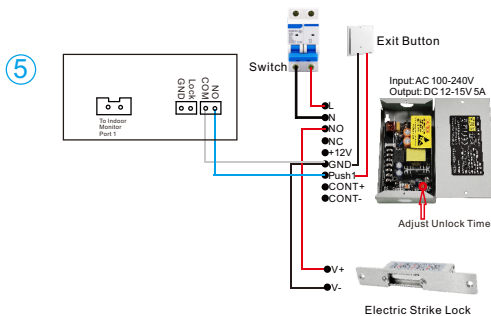 5
Switch
Exit Button
Input:AC 100-240V
Output: DC 12-15V 5A
GND
Lock
COM
NO
To Indoor
Monitor
Port 1
L
N
NO
NC
+12V
GND
Push1
CONT+
CONT-
Adjust Unlock Time
V+
V-
Electric Strike Lock